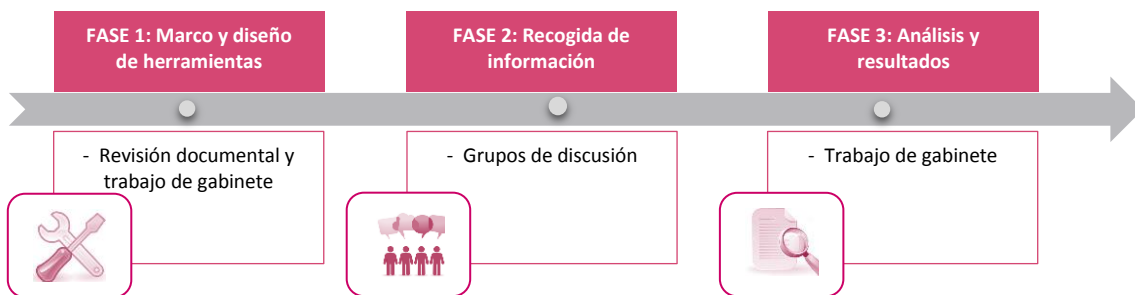 FASE 1: Marco y diseño
de herramientas
FASE 2: Recogida de
información
FASE 3: Análisis y
resultados
- Revisión documental y
trabajo de gabinete
- Grupos de discusión
- Trabajo de gabinete